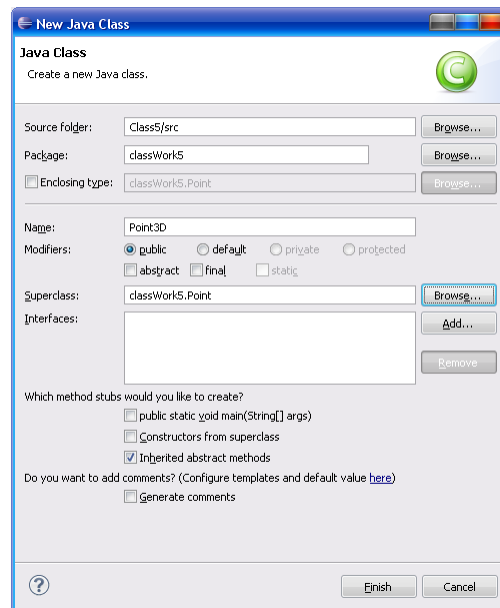 New Java Class
Java Class
Create a new Java class.
C
Source folder: Class5/src Browse...
Package: classWork5 Browse...
Enclosing type: classWork5.Point Browse...
Name: Point3D
Modifiers: public default private protected
abstract final static
Superclass: classWork5.Point Browse...
Interfaces: Add...
Remove
Which method stubs would you like to create?
public static void main(String[] args)
Constructors from superclass
Inherited abstract methods
Do you want to add comments? (Configure templates and default value here)
Generate comments
? Finish Cancel